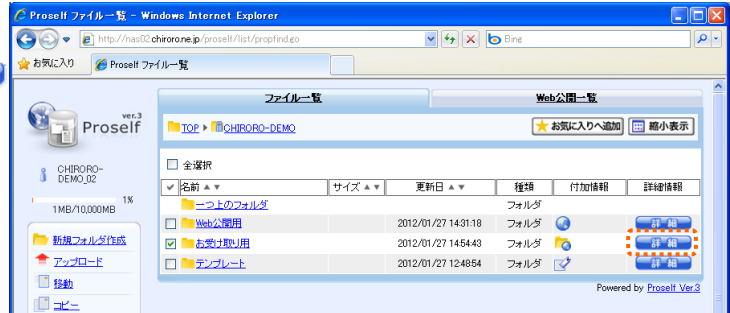 Proself ファイル一覧 - Windows Internet Explorer
http://nas02.chiroro.ne.jp/proself/list/propfind.go
Bing
お気に入り
Proself ファイル一覧
ファイル一覧
Web公開一覧
ver.3
Proself
TOP
CHIRORO-DEMO
お気に入りへ追加
縮小表示
CHIRORO-
DEMO_02
1%
1MB/10,000MB
全選択
名前 ▲▼ サイズ ▲▼ 更新日 ▲▼ 種類 付加情報 詳細情報
一つ上のフォルダ フォルダ
Web公開用 2012/01/27 14:31:18 フォルダ 詳 細
お受け取り用 2012/01/27 14:54:43 フォルダ 詳 細
テンプレート 2012/01/27 12:48:54 フォルダ 詳 細
新規フォルダ作成
アップロード
移動
コピー
Powered by Proself Ver.3